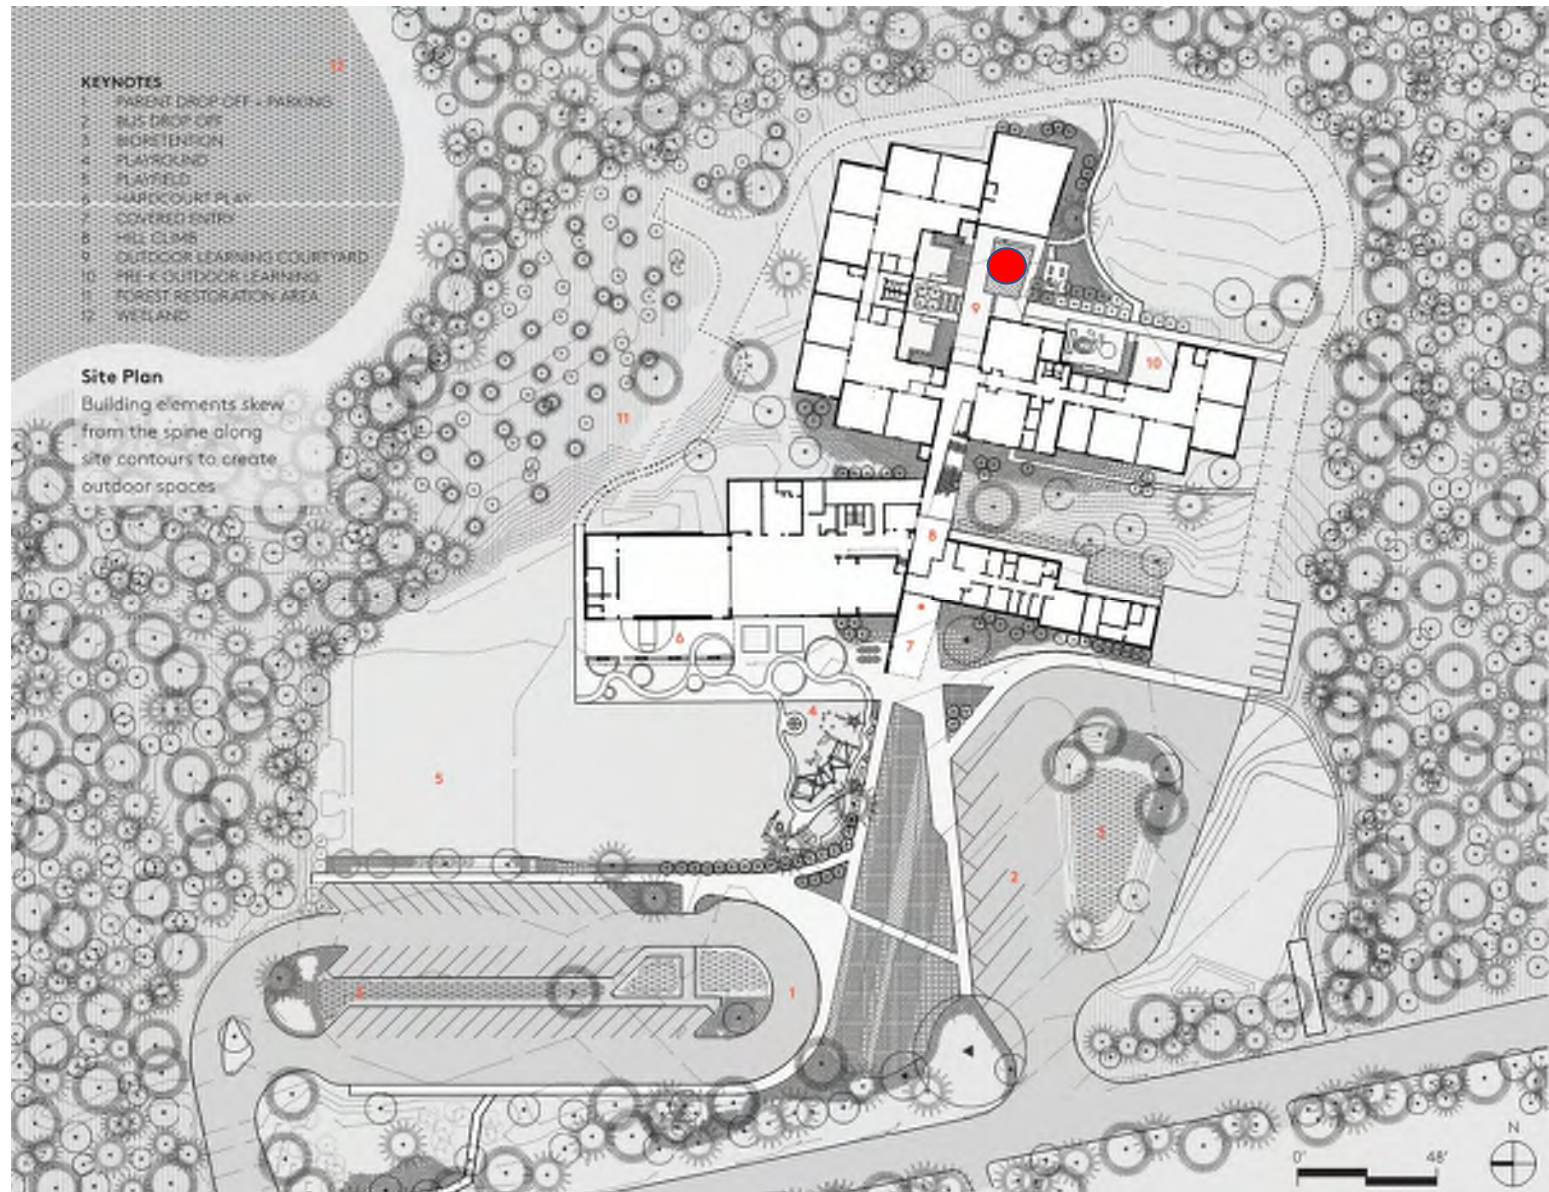 KEYNOTES
1 PARENT DROP OFF + PARKING
2 BUS DROP OFF
3 BIORETENTION
4 PLAYROUND
5 PLAYFIELD
6 HARDCOURT PLAY
7 COVERED ENTRY
8 HILL CLIMB
9 OUTDOOR LEARNING COURTYARD
10 PRE-K OUTDOOR LEARNING
11 FOREST RESTORATION AREA
12 WETLAND
Site Plan
Building elements skew
from the spine along
site contours to create
outdoor spaces
12
9
10
11
8
7
6
4
5
3
2
3
1
N
0' 48'